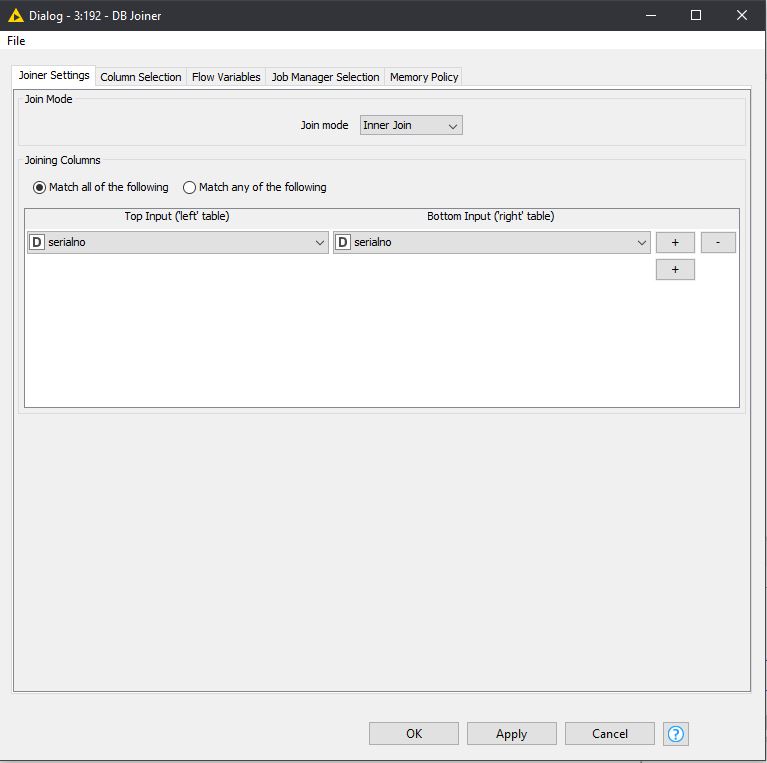 Dialog - 3:192 - DB Joiner
File
Joiner Settings Column Selection Flow Variables Job Manager Selection Memory Policy
Join Mode
Join mode Inner Join
Joining Columns
Match all of the following Match any of the following
Top Input ('left' table) Bottom Input ('right' table)
D serialno D serialno + -
+
OK Apply Cancel ?